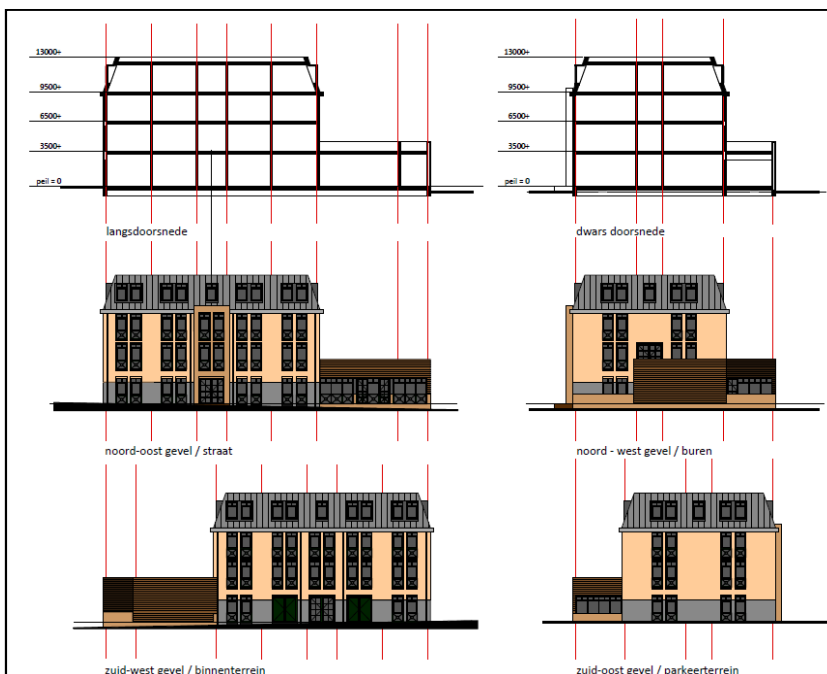 13000+
9500+
6500+
3500+
peil = 0
langsdoorsnede
13000+
9500+
6500+
3500+
peil = 0
dwars doorsnede
noord-oost gevel / straat
noord - west gevel / buren
zuid-west gevel / binnenterrein
zuid-oost gevel / parkeerterrein